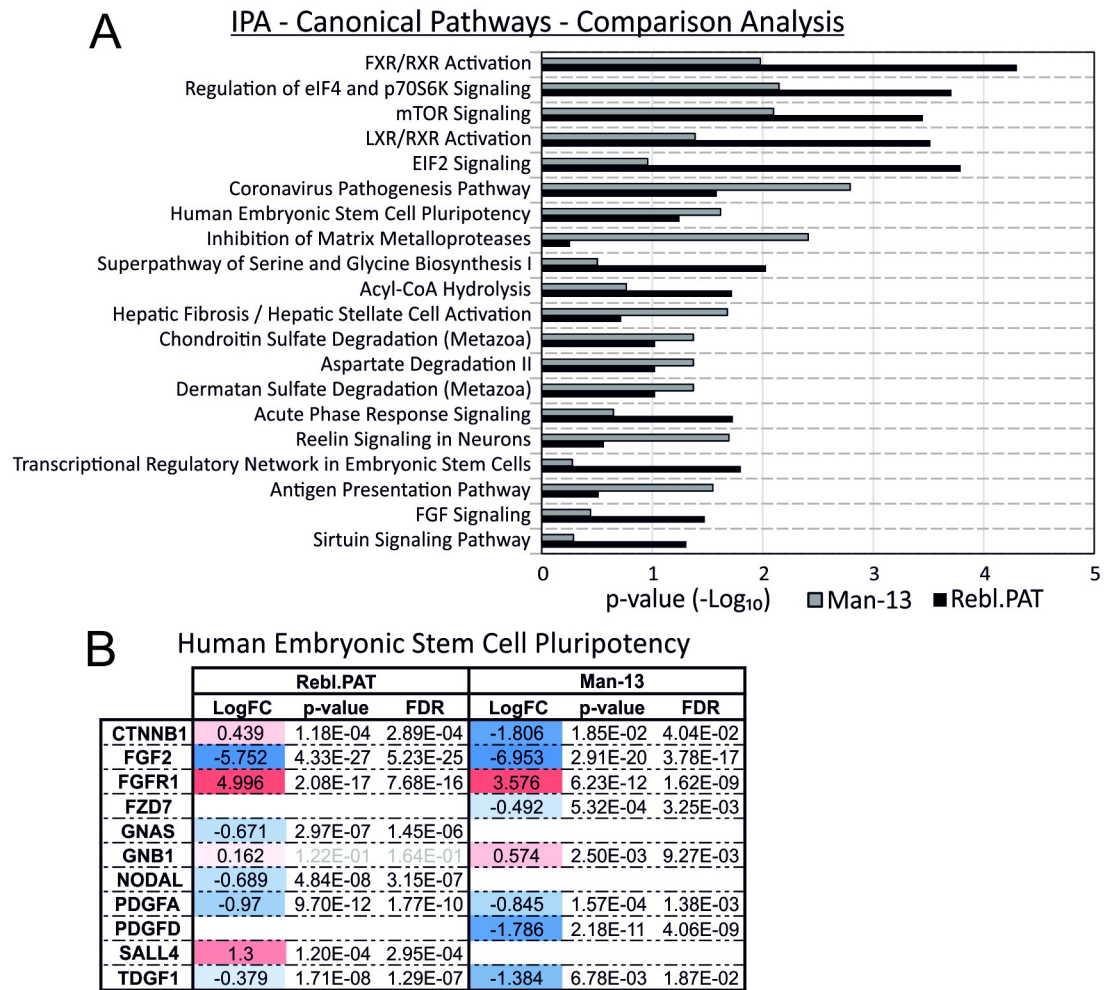 A
IPA - Canonical Pathways - Comparison Analysis
FXR/RXR Activation
Regulation of eIF4 and p70S6K Signaling
mTOR Signaling
LXR/RXR Activation
EIF2 Signaling
Coronavirus Pathogenesis Pathway
Human Embryonic Stem Cell Pluripotency
Inhibition of Matrix Metalloproteases
Superpathway of Serine and Glycine Biosynthesis I
Acyl-CoA Hydrolysis
Hepatic Fibrosis / Hepatic Stellate Cell Activation
Chondroitin Sulfate Degradation (Metazoa)
Aspartate Degradation II
Dermatan Sulfate Degradation (Metazoa)
Acute Phase Response Signaling
Reelin Signaling in Neurons
Transcriptional Regulatory Network in Embryonic Stem Cells
Antigen Presentation Pathway
FGF Signaling
Sirtuin Signaling Pathway
0 1 2 3 4 5
p-value (-Log₁₀) Man-13 Rebl.PAT
B
Human Embryonic Stem Cell Pluripotency
Rebl.PAT Man-13
LogFC p-value FDR LogFC p-value FDR
CTNNB1 0.439 1.18E-04 2.89E-04 -1.806 1.85E-02 4.04E-02
FGF2 -5.752 4.33E-27 5.23E-25 -6.953 2.91E-20 3.78E-17
FGFR1 4.996 2.08E-17 7.68E-16 3.576 6.23E-12 1.62E-09
FZD7 -0.492 5.32E-04 3.25E-03
GNAS -0.671 2.97E-07 1.45E-06
GNB1 0.162 1.22E-01 1.64E-01 0.574 2.50E-03 9.27E-03
NODAL -0.689 4.84E-08 3.15E-07
PDGFA -0.97 9.70E-12 1.77E-10 -0.845 1.57E-04 1.38E-03
PDGFD -1.786 2.18E-11 4.06E-09
SALL4 1.3 1.20E-04 2.95E-04
TDGF1 -0.379 1.71E-08 1.29E-07 -1.384 6.78E-03 1.87E-02